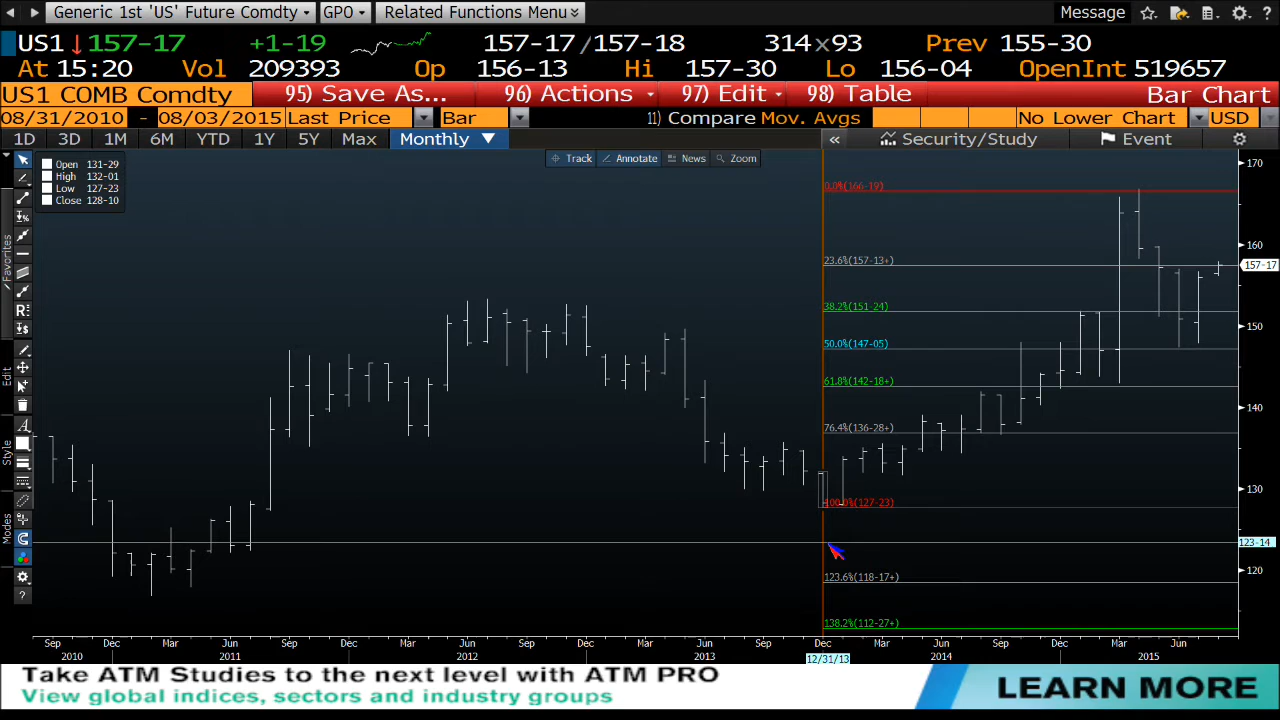 Generic 1st 'US' Future Comdty GPO Related Functions Menu Message ?
US1 157-17 +1-19 157-17/157-18 314x93 Prev 155-30
At 15:20 Vol 209393 Op 156-13 Hi 157-30 Lo 156-04 OpenInt 519657
US1 COMB Comdty 95) Save As... 96) Actions 97) Edit 98) Table Bar Chart
08/31/2010 - 08/03/2015 Last Price Bar 11) Compare Mov. Avgs No Lower Chart USD
1D 3D 1M 6M YTD 1Y 5Y Max Monthly « Security/Study Event
Track Annotate News Zoom
Open 131-29
High 132-01
Low 127-23
Close 128-10
Favorites
Edit
Style
Modes
% 
R
$
A
?
0.0%(166-19)
23.6%(157-13+)
38.2%(151-24)
50.0%(147-05)
61.8%(142-18+)
76.4%(136-28+)
100.0%(127-23)
123.6%(118-17+)
138.2%(112-27+)
170
160
157-17
150
140
130
123-14
120
Sep Dec Mar Jun Sep Dec Mar Jun Sep Dec Mar Jun Sep Dec Mar Jun Sep Dec Mar Jun
2010 2011 2012 2013 12/31/13 2014 2015
Take ATM Studies to the next level with ATM PRO
View global indices, sectors and industry groups
LEARN MORE